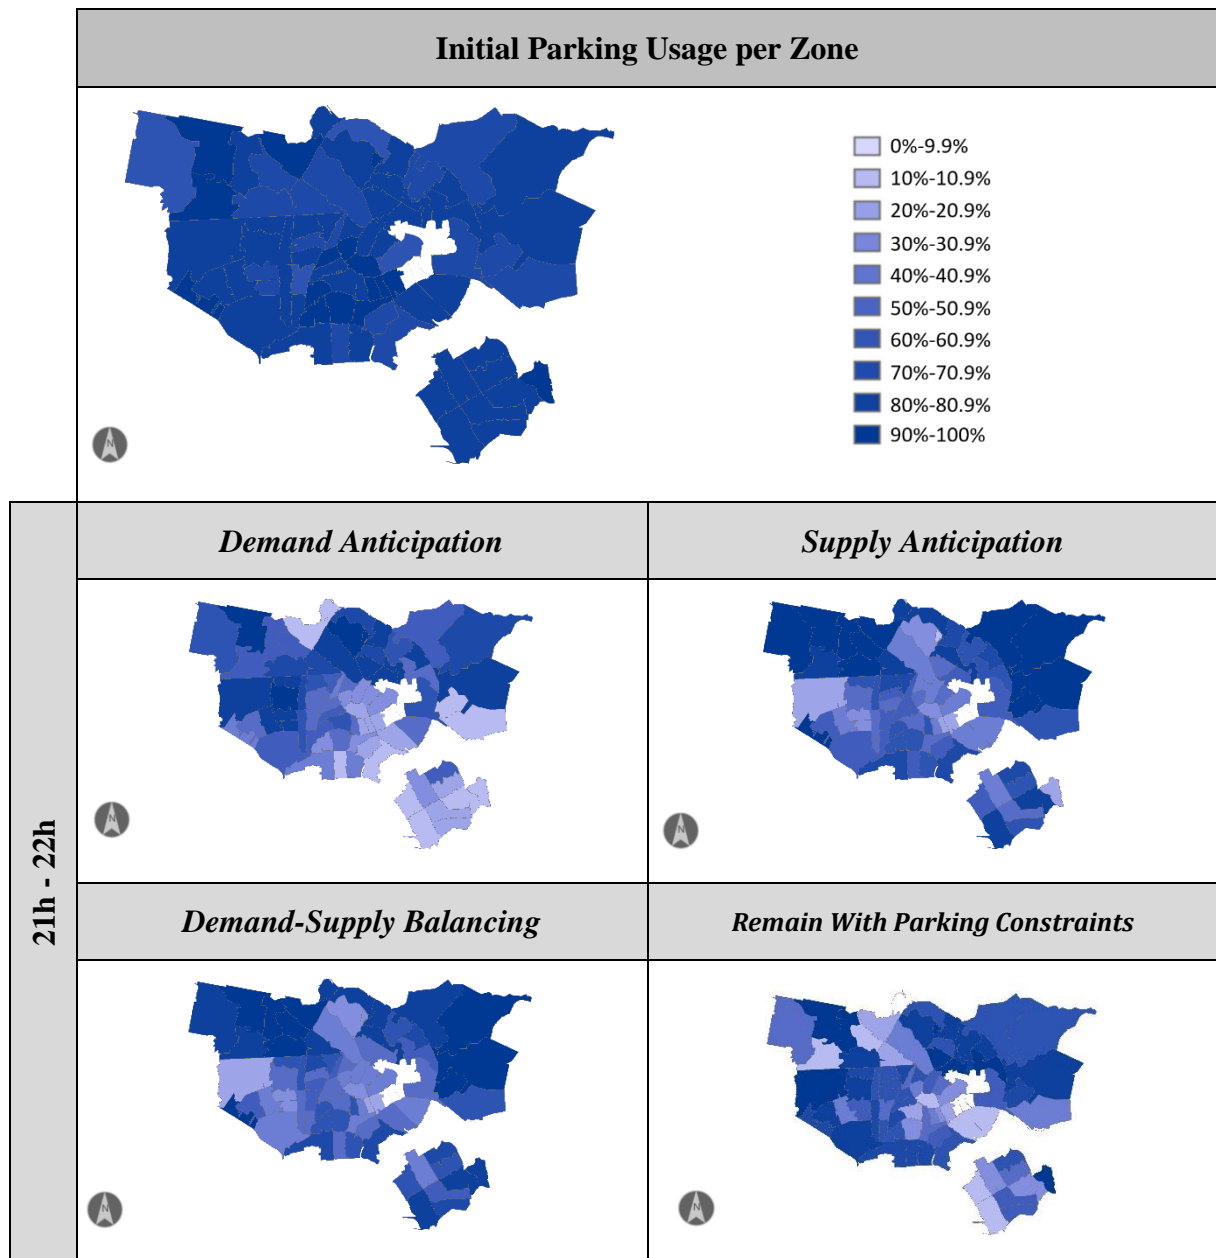 Initial Parking Usage per Zone
0%-9.9%
10%-10.9%
20%-20.9%
30%-30.9%
40%-40.9%
50%-50.9%
60%-60.9%
70%-70.9%
80%-80.9%
90%-100%
N
21h - 22h
Demand Anticipation
Supply Anticipation
N
N
Demand-Supply Balancing
Remain With Parking Constraints
N
N